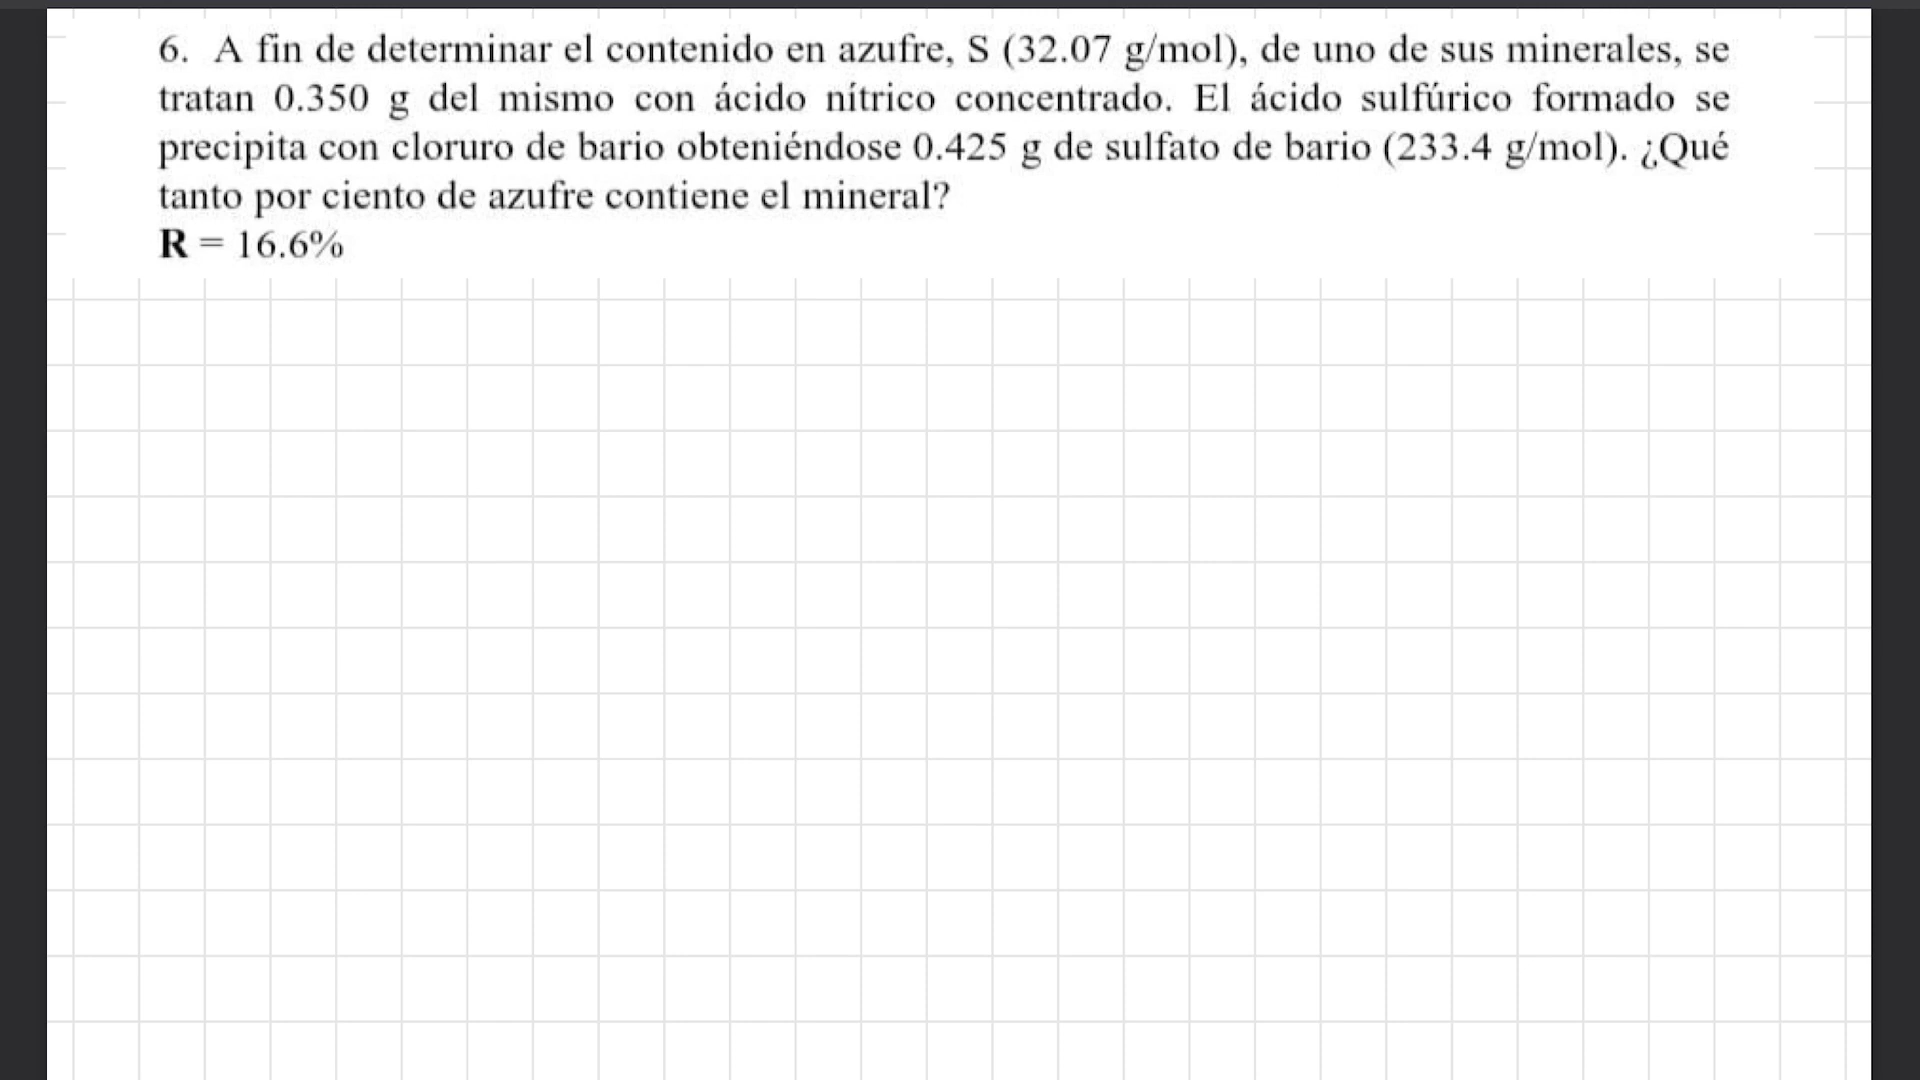 6. A fin de determinar el contenido en azufre, S (32.07 g/mol), de uno de sus minerales, se
tratan 0.350 g del mismo con ácido nítrico concentrado. El ácido sulfúrico formado se
precipita con cloruro de bario obteniéndose 0.425 g de sulfato de bario (233.4 g/mol). ¿Qué
tanto por ciento de azufre contiene el mineral?
R = 16.6%